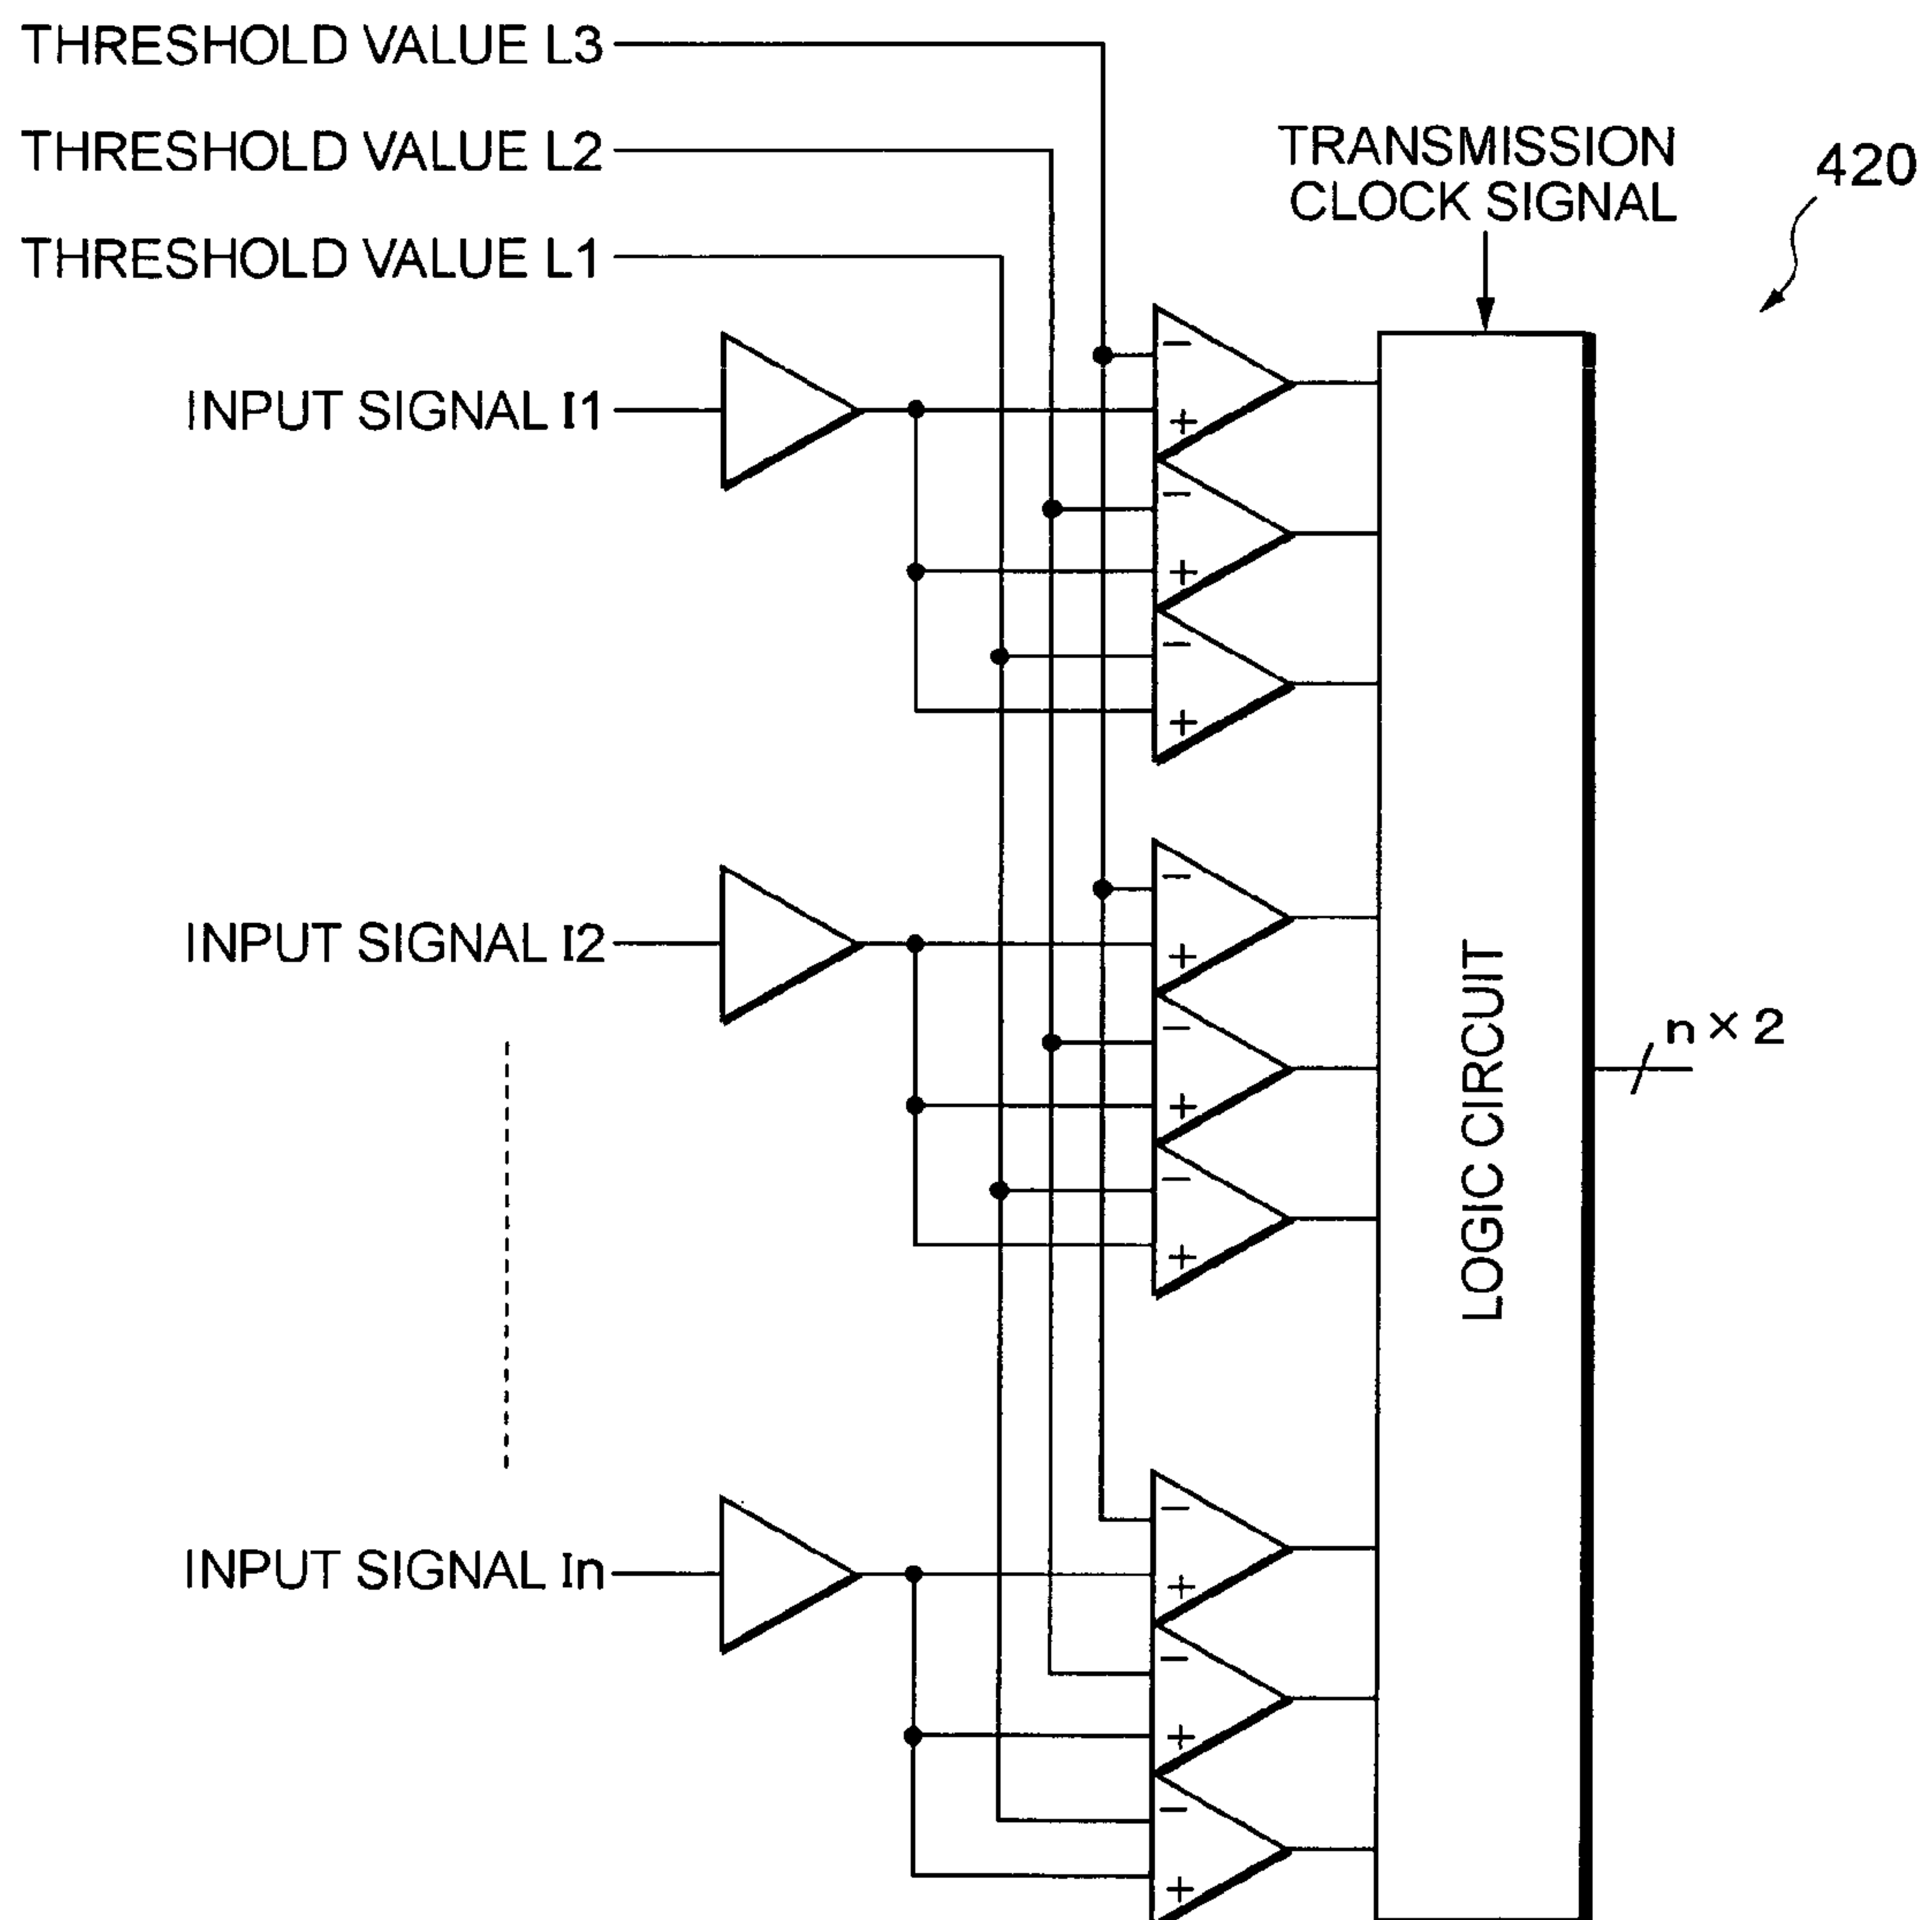 THRESHOLD VALUE L3
THRESHOLD VALUE L2
THRESHOLD VALUE L1
TRANSMISSION
CLOCK SIGNAL
420
INPUT SIGNAL I1
−
+
−
+
−
+
INPUT SIGNAL I2
−
+
−
+
−
+
LOGIC CIRCUIT
n × 2
INPUT SIGNAL In
−
+
−
+
−
+